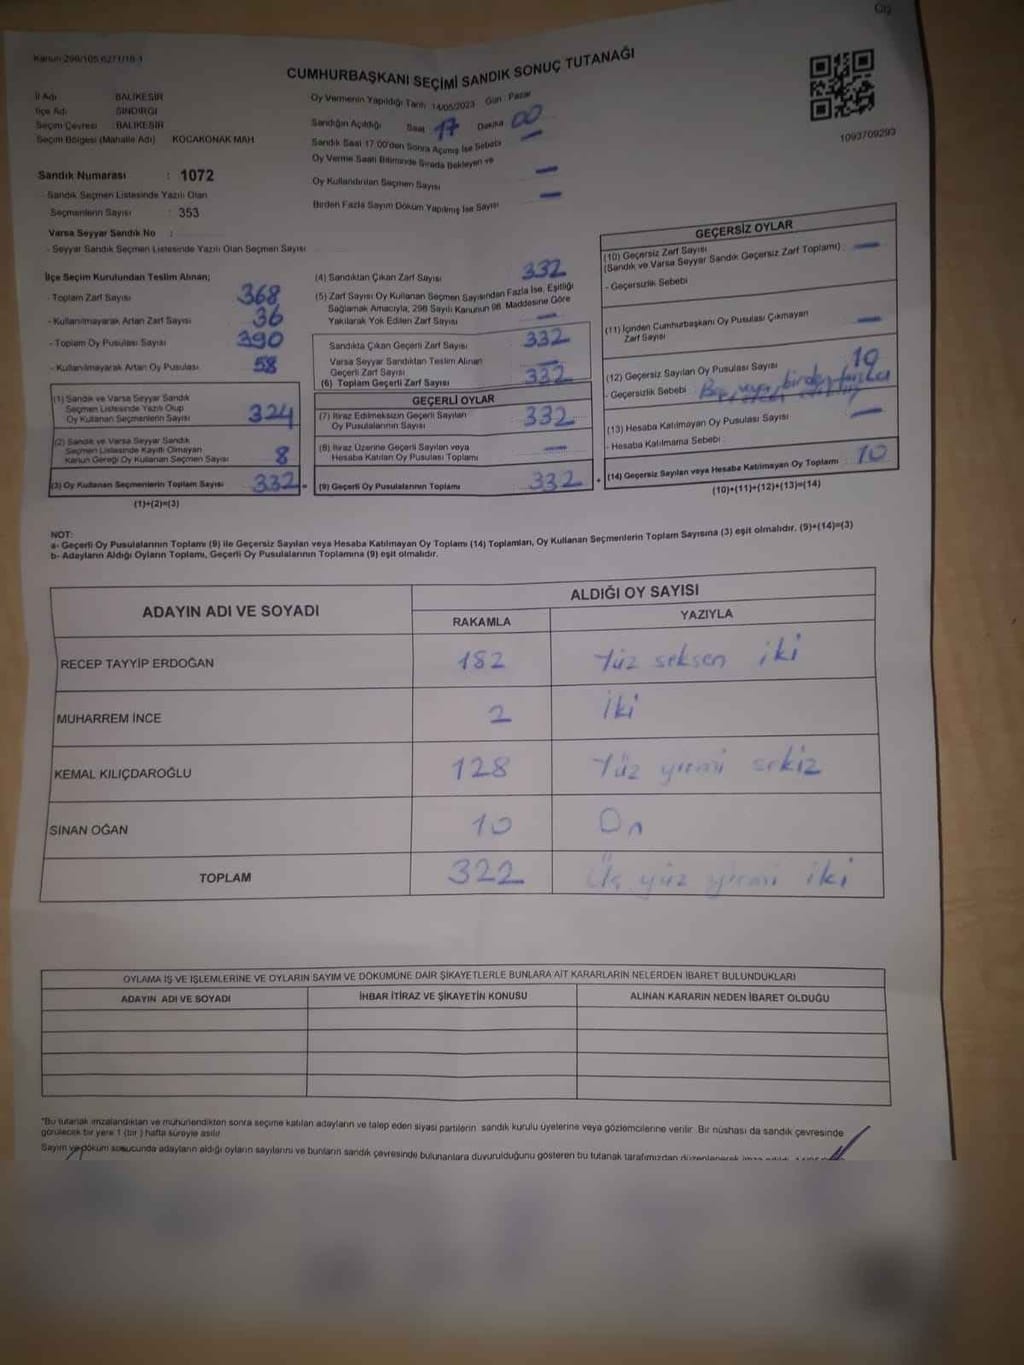 Kanun 298/105 6271/18-1
CUMHURBAŞKANI SEÇİMİ SANDIK SONUÇ TUTANAĞI
1093709293
İl Adı : BALIKESİR
İlçe Adı : SINDIRGI
Seçim Çevresi : BALIKESİR
Seçim Bölgesi (Mahalle Adı) KOCAKONAK MAH
Sandık Numarası : 1072
- Sandık Seçmen Listesinde Yazılı Olan
Seçmenlerin Sayısı : 353
Varsa Seyyar Sandık No :
- Seyyar Sandık Seçmen Listesinde Yazılı Olan Seçmen Sayısı
Oy Vermenin Yapıldığı Tarih 14/05/2023 Gün : Pazar
Sandığın Açıldığı Saat 17 Dakika 00
Sandık Saat 17:00'den Sonra Açılmış İse Sebebi —
Oy Verme Saati Bitiminde Sırada Bekleyen ve
Oy Kullandırılan Seçmen Sayısı —
Birden Fazla Sayım Döküm Yapılmış İse Sayısı —
İlçe Seçim Kurulundan Teslim Alınan;
- Toplam Zarf Sayısı 368
- Kullanılmayarak Artan Zarf Sayısı 36
- Toplam Oy Pusulası Sayısı 390
- Kullanılmayarak Artan Oy Pusulası 58
(1) Sandık ve Varsa Seyyar Sandık
Seçmen Listesinde Yazılı Olup
Oy Kullanan Seçmenlerin Sayısı 324
(2) Sandık ve Varsa Seyyar Sandık
Seçmen Listesinde Kayıtlı Olmayan
Kanun Gereği Oy Kullanan Seçmen Sayısı 8
(3) Oy Kullanan Seçmenlerin Toplam Sayısı 332 =
(1)+(2)=(3)
(4) Sandıktan Çıkan Zarf Sayısı 332
(5) Zarf Sayısı Oy Kullanan Seçmen Sayısından Fazla İse, Eşitliği
Sağlamak Amacıyla, 298 Sayılı Kanunun 98. Maddesine Göre
Yakılarak Yok Edilen Zarf Sayısı —
Sandıkta Çıkan Geçerli Zarf Sayısı 332
Varsa Seyyar Sandıktan Teslim Alınan
Geçerli Zarf Sayısı —
(6) Toplam Geçerli Zarf Sayısı 332
GEÇERLİ OYLAR
(7) İtiraz Edilmeksizin Geçerli Sayılan
Oy Pusulalarının Sayısı 332
(8) İtiraz Üzerine Geçerli Sayılan veya
Hesaba Katılan Oy Pusulası Toplamı —
(9) Geçerli Oy Pusulalarının Toplamı 332 +
GEÇERSİZ OYLAR
(10) Geçersiz Zarf Sayısı
(Sandık ve Varsa Seyyar Sandık Geçersiz Zarf Toplamı) —
- Geçersizlik Sebebi
(11) İçinden Cumhurbaşkanı Oy Pusulası Çıkmayan
Zarf Sayısı —
(12) Geçersiz Sayılan Oy Pusulası Sayısı 10
- Geçersizlik Sebebi veya birden fazla
(13) Hesaba Katılmayan Oy Pusulası Sayısı —
- Hesaba Katılmama Sebebi :
(14) Geçersiz Sayılan veya Hesaba Katılmayan Oy Toplamı 10
(10)+(11)+(12)+(13)=(14)
NOT:
a- Geçerli Oy Pusulalarının Toplamı (9) ile Geçersiz Sayılan veya Hesaba Katılmayan Oy Toplamı (14) Toplamları, Oy Kullanan Seçmenlerin Toplam Sayısına (3) eşit olmalıdır. (9)+(14)=(3)
b- Adayların Aldığı Oyların Toplamı, Geçerli Oy Pusulalarının Toplamına (9) eşit olmalıdır.
ADAYIN ADI VE SOYADI ALDIĞI OY SAYISI
RAKAMLA YAZIYLA
RECEP TAYYİP ERDOĞAN 182 Yüz seksen iki
MUHARREM İNCE 2 İki
KEMAL KILIÇDAROĞLU 128 Yüz yirmi sekiz
SİNAN OĞAN 10 On
TOPLAM 322 Üç yüz yirmi iki
OYLAMA İŞ VE İŞLEMLERİNE VE OYLARIN SAYIM VE DÖKÜMÜNE DAİR ŞİKAYETLERLE BUNLARA AİT KARARLARIN NELERDEN İBARET BULUNDUKLARI
ADAYIN ADI VE SOYADI İHBAR İTİRAZ VE ŞİKAYETİN KONUSU ALINAN KARARIN NEDEN İBARET OLDUĞU
*Bu tutanak imzalandıktan ve mühürlendikten sonra seçime katılan adayların ve talep eden siyasi partilerin sandık kurulu üyelerine veya gözlemcilerine verilir. Bir nüshası da sandık çevresinde
görülecek bir yere 1 (bir ) hafta süreyle asılır.
Sayım ve döküm sonucunda adayların aldığı oyların sayılarını ve bunların sandık çevresinde bulunanlara duyurulduğunu gösteren bu tutanak tarafımızdan düzenlenerek